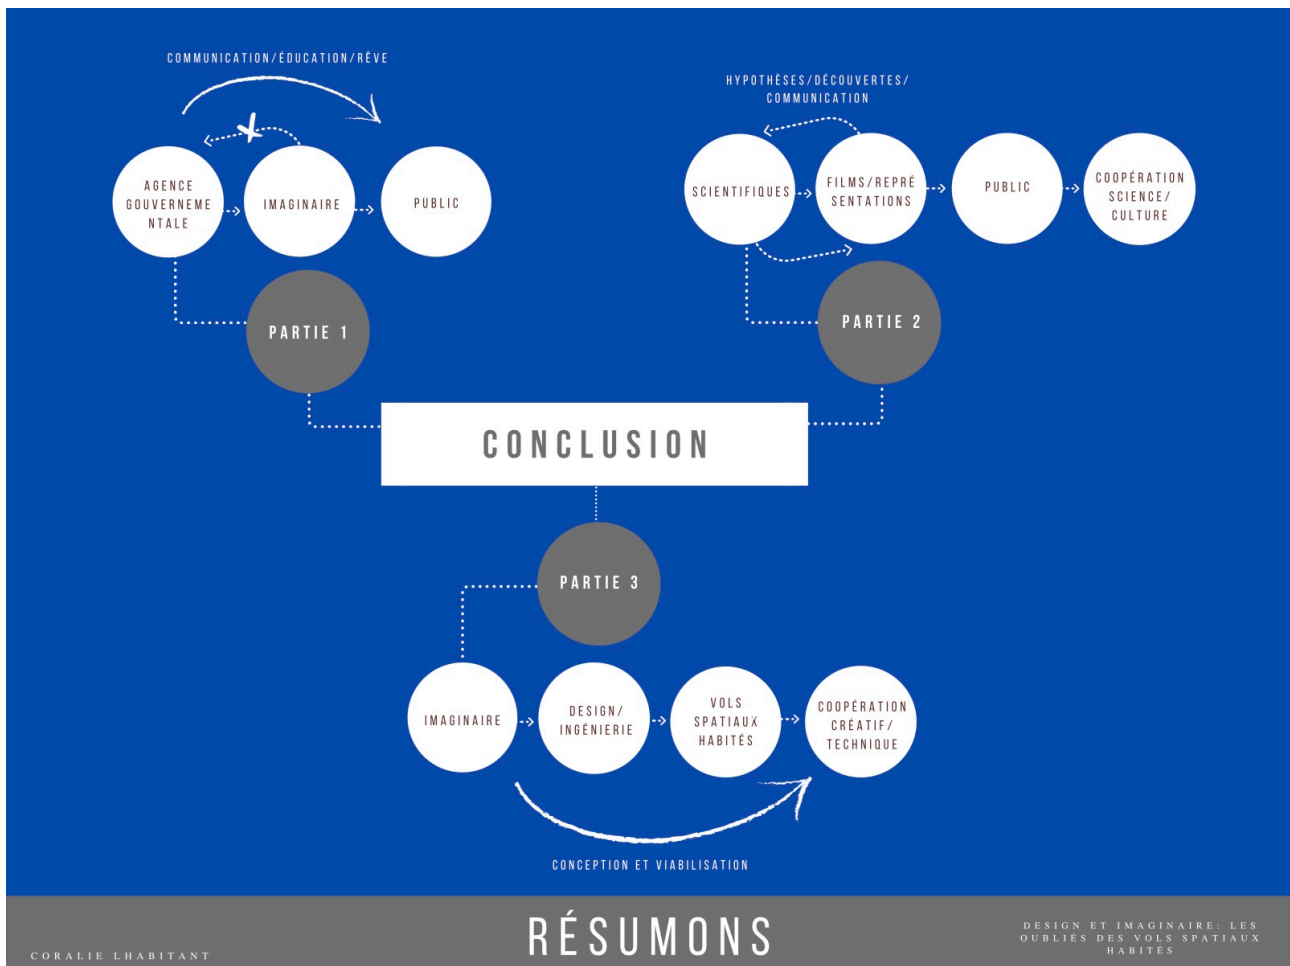 COMMUNICATION/ÉDUCATION/RÊVE
AGENCE
GOUVERNEME
NTALE
IMAGINAIRE
PUBLIC
PARTIE 1
HYPOTHÈSES/DÉCOUVERTES/
COMMUNICATION
SCIENTIFIQUES
FILMS/REPRÉ
SENTATIONS
PUBLIC
COOPÉRATION
SCIENCE/
CULTURE
PARTIE 2
CONCLUSION
PARTIE 3
IMAGINAIRE
DESIGN/
INGÉNIERIE
VOLS
SPATIAUX
HABITÉS
COOPÉRATION
CRÉATIF/
TECHNIQUE
CONCEPTION ET VIABILISATION
CORALIE LHABITANT
RÉSUMONS
DESIGN ET IMAGINAIRE: LES
OUBLIÉS DES VOLS SPATIAUX
HABITÉS